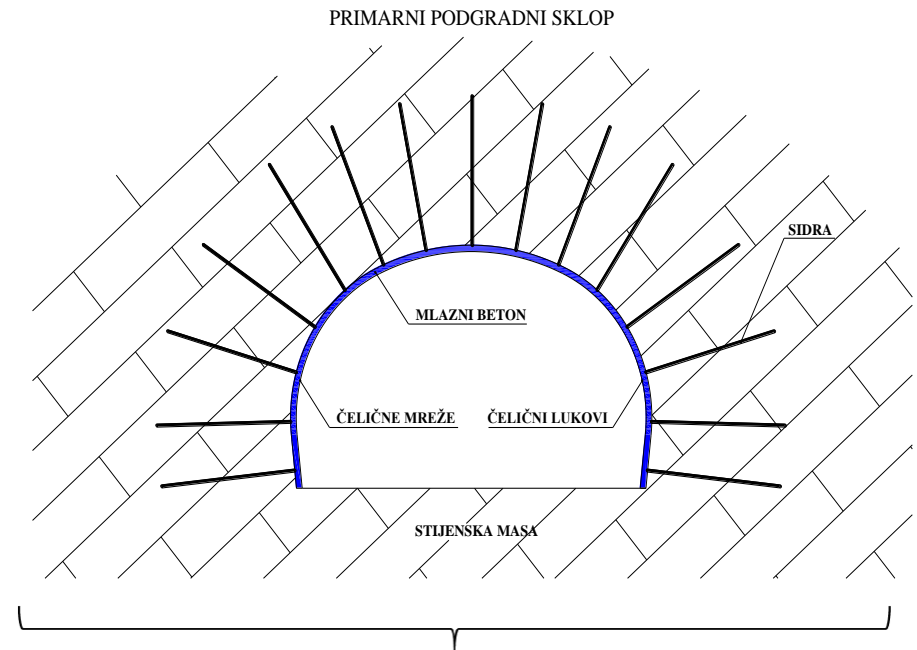 PRIMARNI PODGRADNI SKLOP
SIDRA
MLAZNI BETON
ČELIČNE MREŽE
ČELIČNI LUKOVI
STIJENSKA MASA